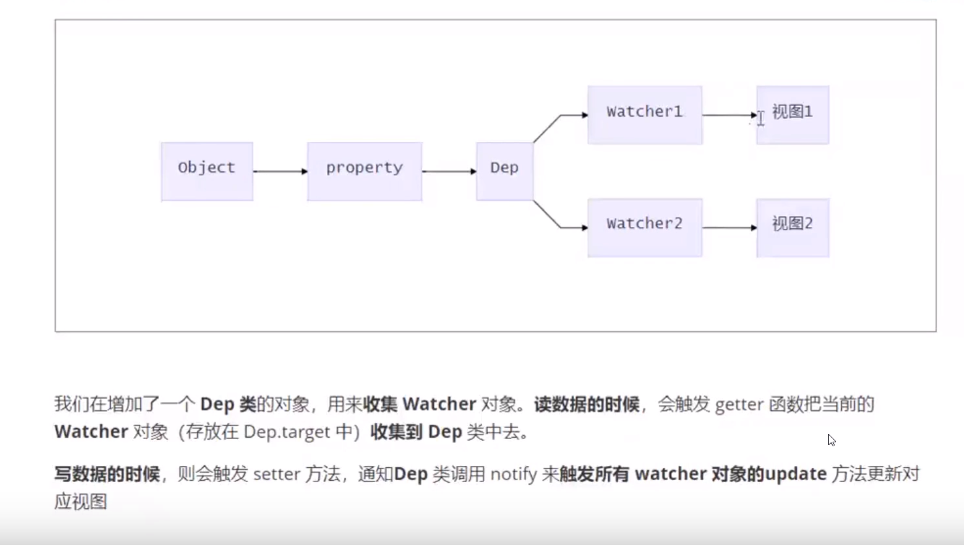 Object
property
Dep
Watcher1
视图1
Watcher2
视图2
我们在增加了一个 Dep 类的对象，用来收集 Watcher 对象。读数据的时候，会触发 getter 函数把当前的
Watcher 对象（存放在 Dep.target 中）收集到 Dep 类中去。
写数据的时候，则会触发 setter 方法，通知Dep 类调用 notify 来触发所有 watcher 对象的update 方法更新对
应视图